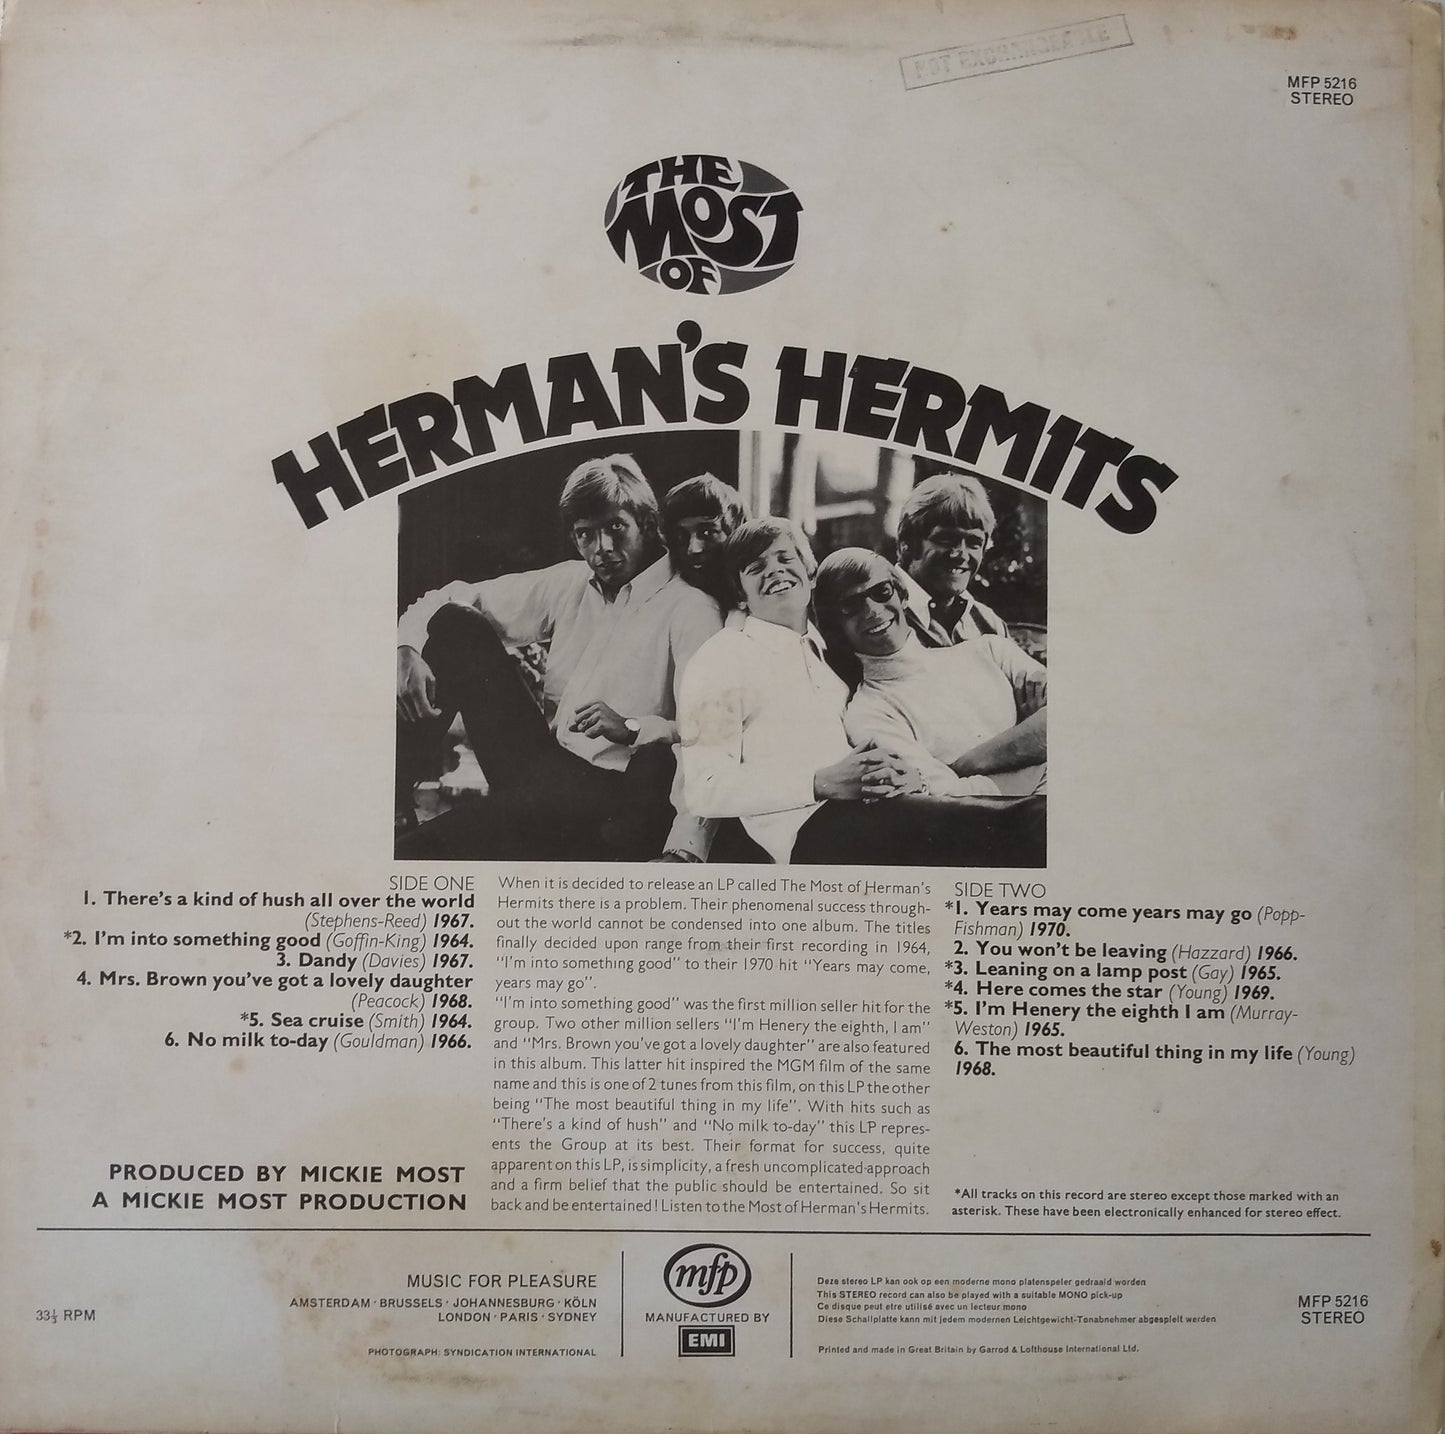 NOT EXCHANGEABLE
MFP 5216
STEREO
THE
MOST
OF
HERMAN'S HERMITS
SIDE ONE
1. There's a kind of hush all over the world
(Stephens-Reed) 1967.
*2. I'm into something good (Goffin-King) 1964.
3. Dandy (Davies) 1967.
4. Mrs. Brown you've got a lovely daughter
(Peacock) 1968.
*5. Sea cruise (Smith) 1964.
6. No milk to-day (Gouldman) 1966.
PRODUCED BY MICKIE MOST
A MICKIE MOST PRODUCTION
When it is decided to release an LP called The Most of Herman's
Hermits there is a problem. Their phenomenal success through-
out the world cannot be condensed into one album. The titles
finally decided upon range from their first recording in 1964,
"I'm into something good" to their 1970 hit "Years may come,
years may go".
"I'm into something good" was the first million seller hit for the
group. Two other million sellers "I'm Henery the eighth, I am"
and "Mrs. Brown you've got a lovely daughter" are also featured
in this album. This latter hit inspired the MGM film of the same
name and this is one of 2 tunes from this film, on this LP the other
being "The most beautiful thing in my life". With hits such as
"There's a kind of hush" and "No milk to-day" this LP repres-
ents the Group at its best. Their format for success, quite
apparent on this LP, is simplicity, a fresh uncomplicated approach
and a firm belief that the public should be entertained. So sit
back and be entertained! Listen to the Most of Herman's Hermits.
SIDE TWO
*1. Years may come years may go (Popp-
Fishman) 1970.
2. You won't be leaving (Hazzard) 1966.
*3. Leaning on a lamp post (Gay) 1965.
*4. Here comes the star (Young) 1969.
*5. I'm Henery the eighth I am (Murray-
Weston) 1965.
6. The most beautiful thing in my life (Young)
1968.
*All tracks on this record are stereo except those marked with an
asterisk. These have been electronically enhanced for stereo effect.
33⅓ RPM
MUSIC FOR PLEASURE
AMSTERDAM · BRUSSELS · JOHANNESBURG · KÖLN
LONDON · PARIS · SYDNEY
PHOTOGRAPH: SYNDICATION INTERNATIONAL
mfp
MANUFACTURED BY
EMI
Deze stereo LP kan ook op een moderne mono platenspeler gedraaid worden
This STEREO record can also be played with a suitable MONO pick-up
Ce disque peut etre utilisé avec un lecteur mono
Diese Schallplatte kann mit jedem modernen Leichtgewicht-Tonabnehmer abgespielt werden
Printed and made in Great Britain by Garrod & Lofthouse International Ltd.
MFP 5216
STEREO